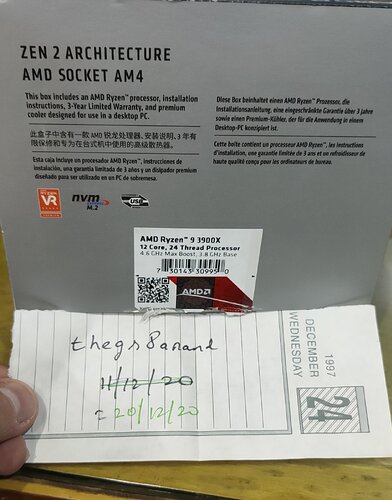 ZEN 2 ARCHITECTURE
AMD SOCKET AM4
This box includes an AMD Ryzen™ processor, installation
instructions, 3-Year Limited Warranty, and premium
cooler designed for use in a desktop PC.
此盒子中含有一款 AMD 锐龙处理器、安装说明、3 年有
限保修和专为在台式机中使用的高级散热器。
Esta caja incluye un procesador AMD Ryzen™, instrucciones de
instalación, una garantía limitada de 3 años y un disipador premium
diseñado para ser utilizado en un PC de sobremesa.
Diese Box beinhaltet einen AMD Ryzen™ Prozessor, die
Installationsanleitung, eine eingeschränkte Garantie über 3 Jahre
sowie einen Premium-Kühler, der für die Anwendung in einem
Desktop-PC konzipiert ist.
Cette boîte contient un processeur AMD Ryzen™, les instructions
d'installation, une garantie limitée de 3 ans et un refroidisseur de
haute qualité conçu pour les ordinateurs de bureau.
VR
nvm
M.2
USB
AMD Ryzen™ 9 3900X
12 Core, 24 Thread Processor
4.6 GHz Max Boost, 3.8 GHz Base
7 30143 30995 0
AMD
thegs8anand
11/12/20
= 20/12/20
1997
DECEMBER
WEDNESDAY
24